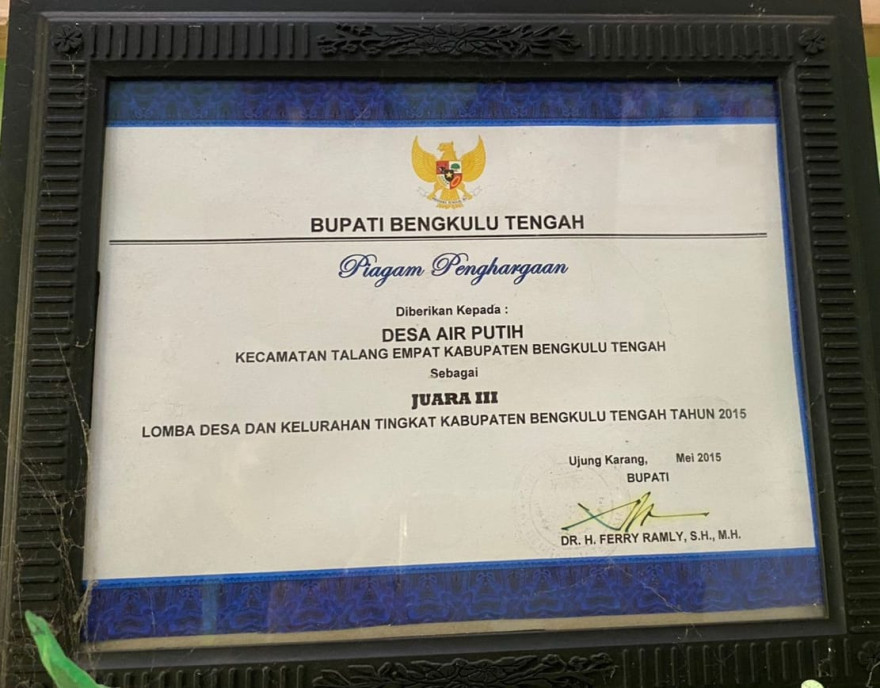 BUPATI BENGKULU TENGAH
Piagam Penghargaan
Diberikan Kepada :
DESA AIR PUTIH
KECAMATAN TALANG EMPAT KABUPATEN BENGKULU TENGAH
Sebagai
JUARA III
LOMBA DESA DAN KELURAHAN TINGKAT KABUPATEN BENGKULU TENGAH TAHUN 2015
Ujung Karang, Mei 2015
BUPATI
DR. H. FERRY RAMLY, S.H., M.H.